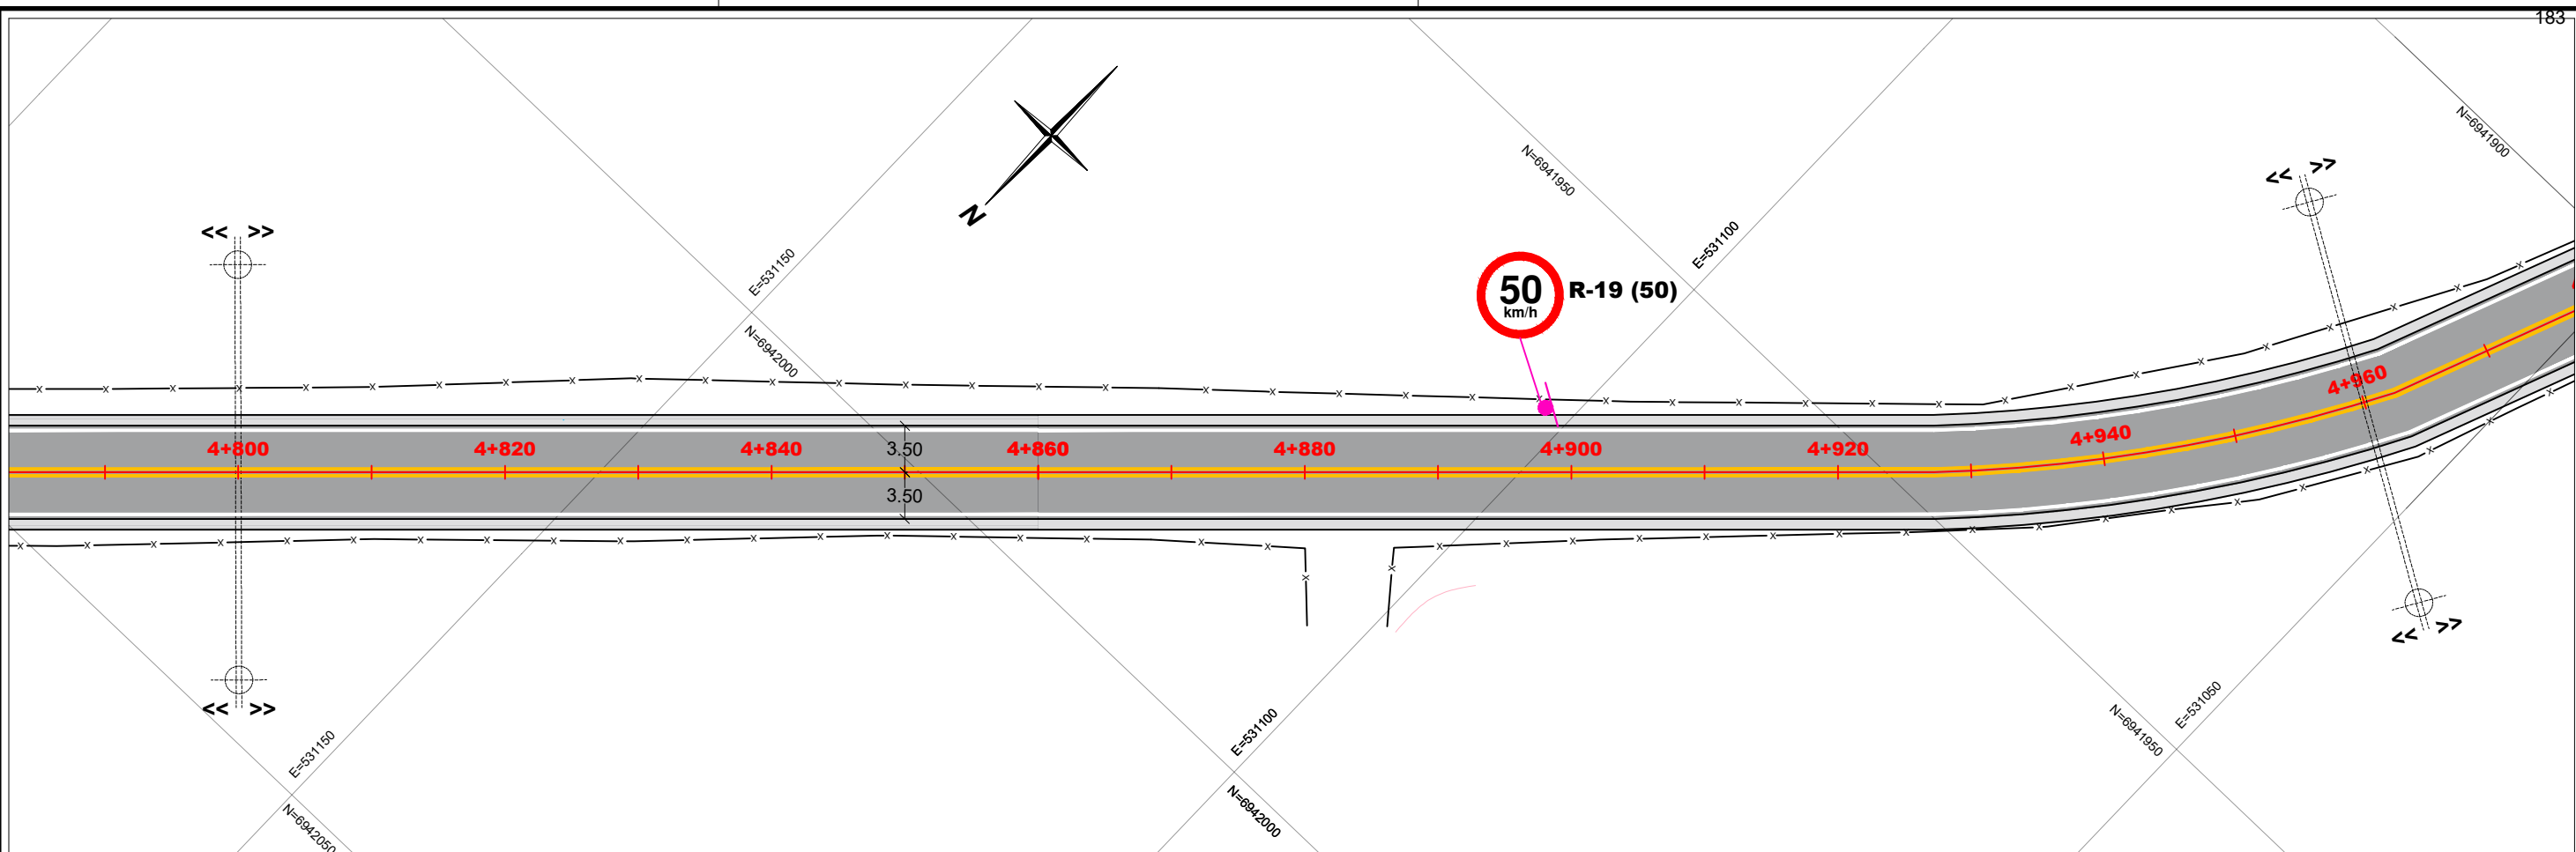 183
N=6941900
N=6941950
<< >>
<< >>
N
E=531150
E=531100
50
km/h
R-19 (50)
N=6942000
4+800
4+820
4+840
3.50
4+860
4+880
4+900
4+920
4+940
4+960
3.50
<< >>
<< >>
E=531150
E=531100
E=531050
N=6941950
N=6942050
N=6942000